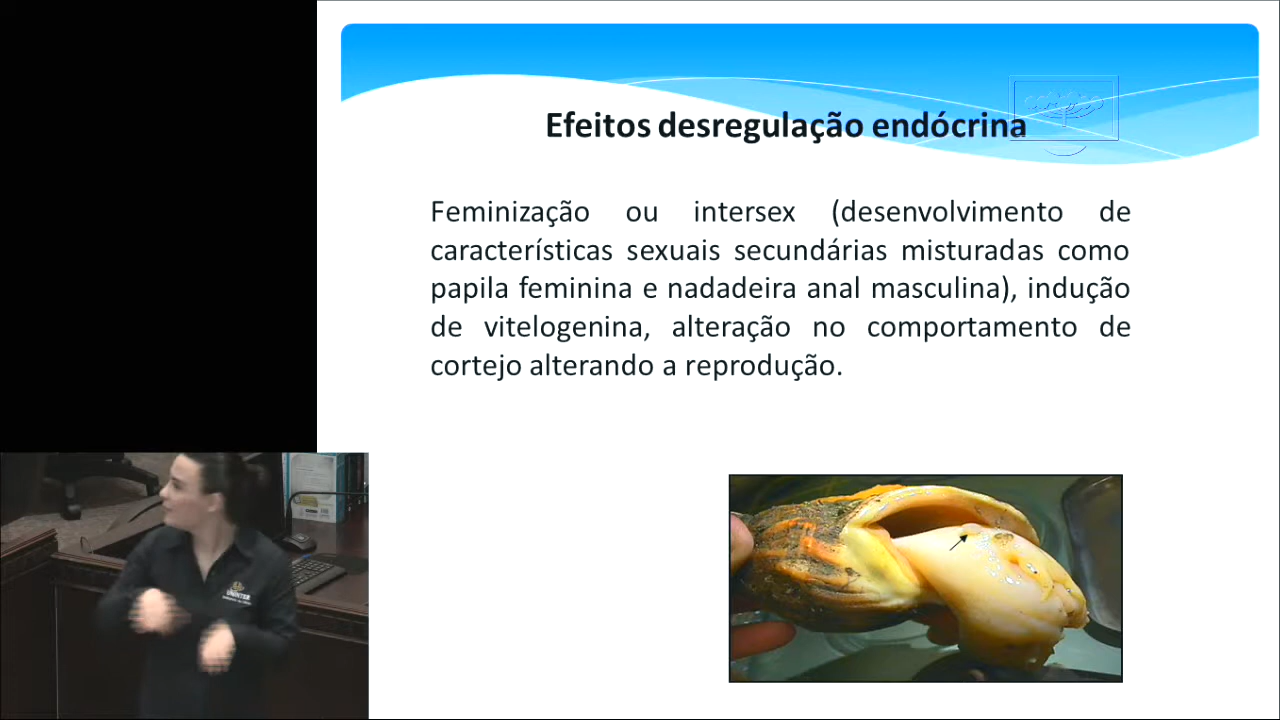 Efeitos desregulação endócrina
Feminização ou intersex (desenvolvimento de
características sexuais secundárias misturadas como
papila feminina e nadadeira anal masculina), indução
de vitelogenina, alteração no comportamento de
cortejo alterando a reprodução.
UNINTER